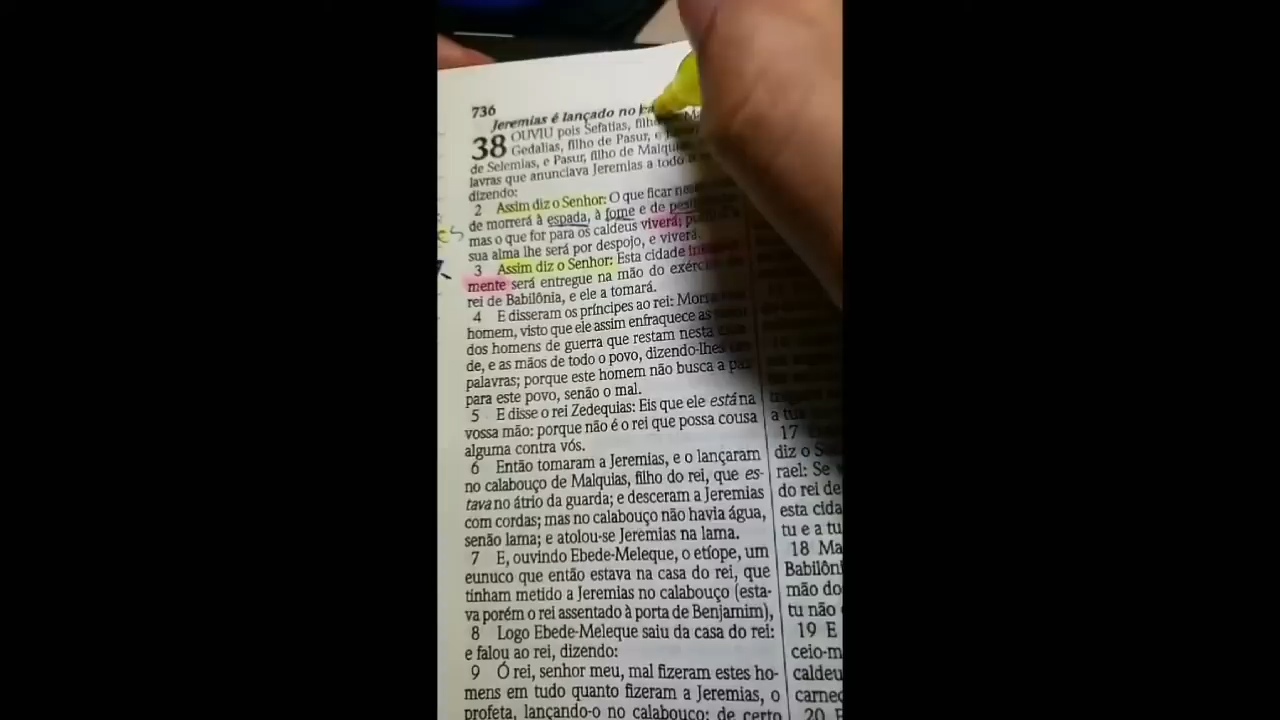 736
Jeremias é lançado no
38 OUVIU pois Sefatias, filho
Gedalias, filho de Pasur, e
de Selemias, e Pasur, filho de Malquias
lavras que anunciava Jeremias a todo
dizendo:
2 Assim diz o Senhor: O que ficar
de morrerá à espada, à fome e de
mas o que for para os caldeus viverá;
sua alma lhe será por despojo, e viverá.
3 Assim diz o Senhor: Esta cidade
mente será entregue na mão do
rei de Babilônia, e ele a tomará.
4 E disseram os príncipes ao rei:
homem, visto que ele assim enfraquece as
dos homens de guerra que restam nesta
de, e as mãos de todo o povo, dizendo-lhes
palavras; porque este homem não busca a paz
para este povo, senão o mal.
5 E disse o rei Zedequias: Eis que ele está na
vossa mão: porque não é o rei que possa cousa
alguma contra vós.
6 Então tomaram a Jeremias, e o lançaram
no calabouço de Malquias, filho do rei, que es-
tava no átrio da guarda; e desceram a Jeremias
com cordas; mas no calabouço não havia água,
senão lama; e atolou-se Jeremias na lama.
7 E, ouvindo Ebede-Meleque, o etíope, um
eunuco que então estava na casa do rei, que
tinham metido a Jeremias no calabouço (esta-
va porém o rei assentado à porta de Benjamim),
8 Logo Ebede-Meleque saiu da casa do rei:
e falou ao rei, dizendo:
9 Ó rei, senhor meu, mal fizeram estes ho-
mens em tudo quanto fizeram a Jeremias, o
profeta, lançando-o no calabouço: de certo
a tua
17
diz o
rael: Se
do rei de
esta cida
tu e a tu
18 Ma
Babilôni
mão do
tu não
19 E
ceio-m
caldeu
carnec
20